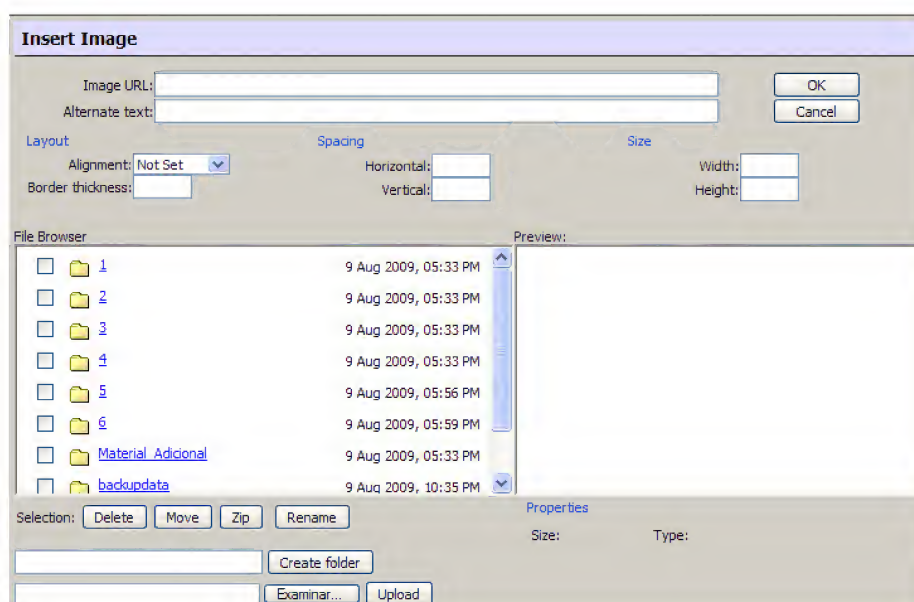 Insert Image
Image URL: OK
Alternate text: Cancel
Layout Spacing Size
Alignment: Not Set Horizontal: Width:
Border thickness: Vertical: Height:
File Browser Preview:
1 9 Aug 2009, 05:33 PM
2 9 Aug 2009, 05:33 PM
3 9 Aug 2009, 05:33 PM
4 9 Aug 2009, 05:33 PM
5 9 Aug 2009, 05:56 PM
6 9 Aug 2009, 05:59 PM
Material_Adicional 9 Aug 2009, 05:33 PM
backupdata 9 Aug 2009, 10:35 PM
Selection: Delete Move Zip Rename Properties
Size: Type:
Create folder
Examinar... Upload